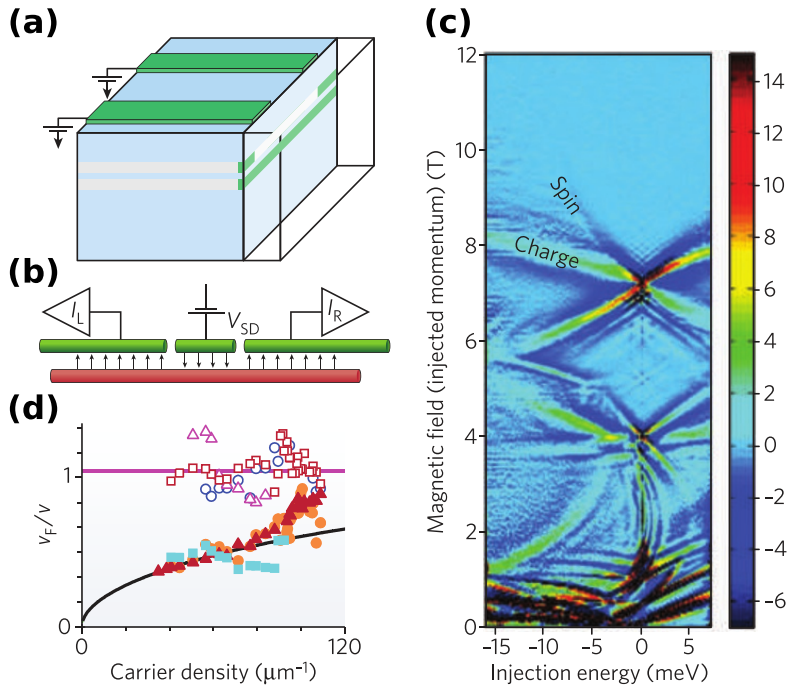 (a)
(b)
I_L
V_SD
I_R
(d)
v_F/v
1
0
0
120
Carrier density (μm⁻¹)
(c)
Magnetic field (injected momentum) (T)
12
10
8
6
4
2
0
Spin
Charge
−15
−10
−5
0
5
Injection energy (meV)
14
12
10
8
6
4
2
0
−2
−4
−6